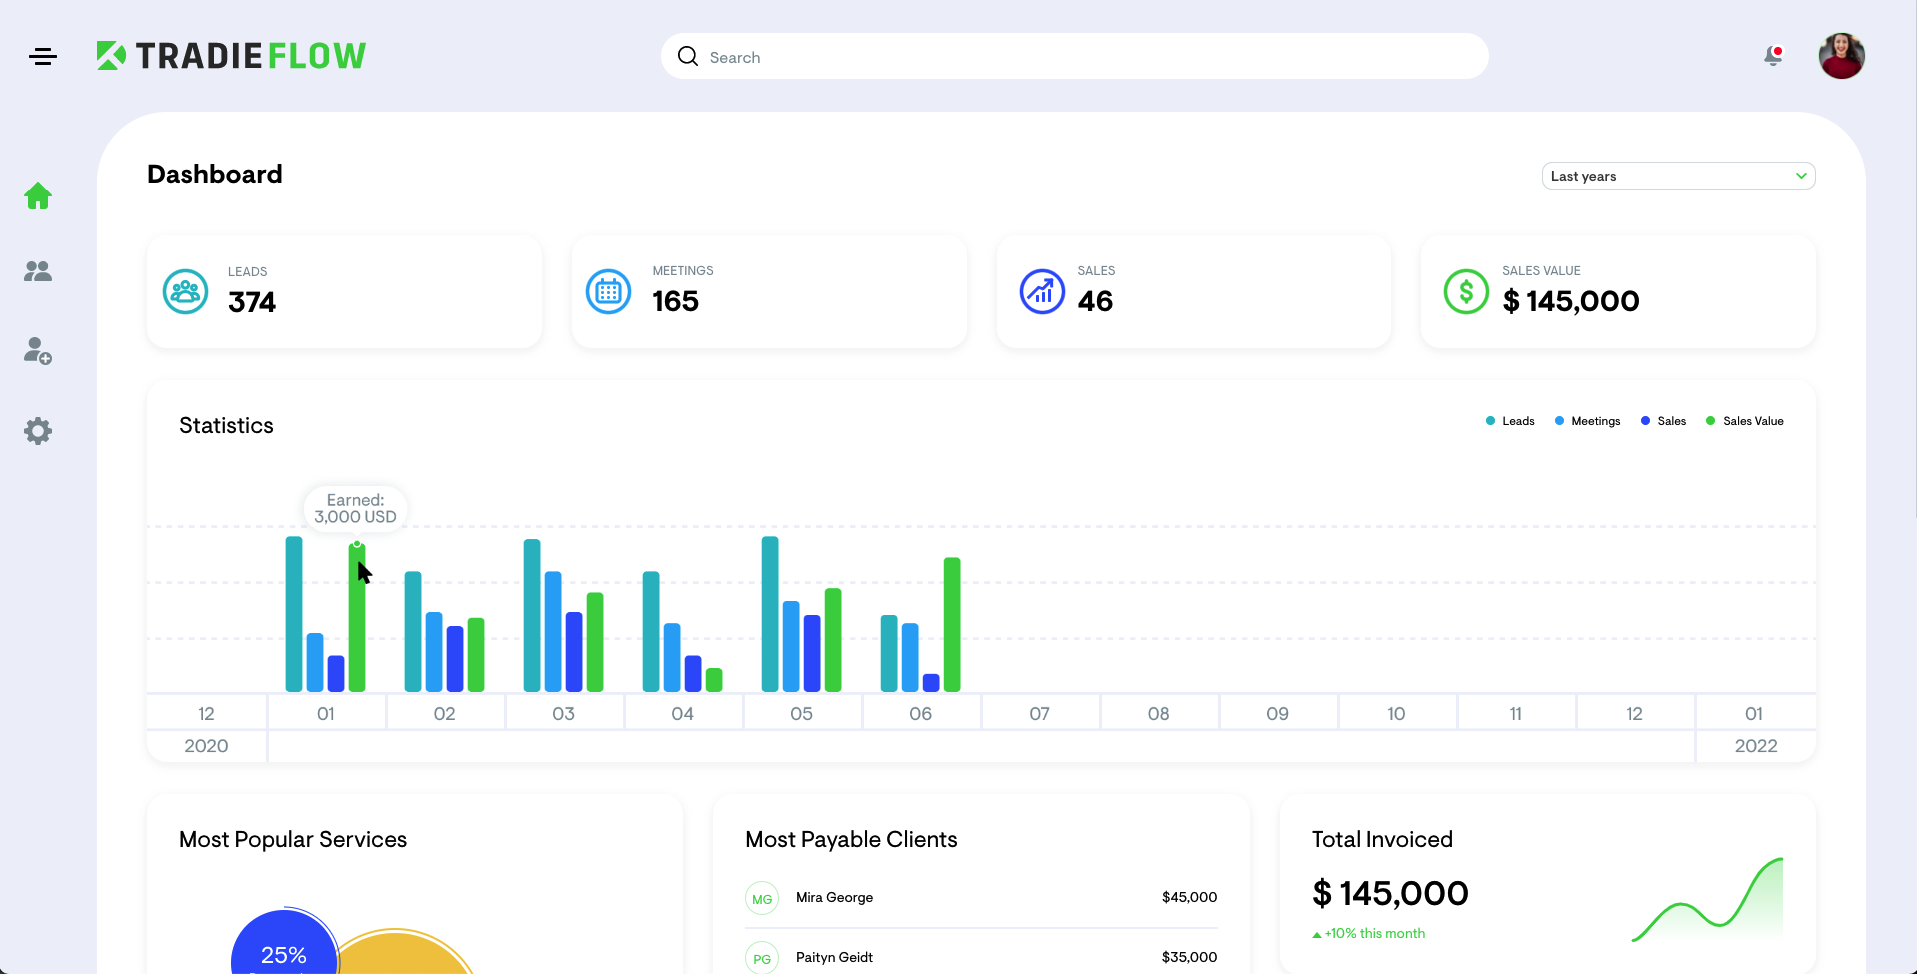 TRADIEFLOW
Search
Dashboard
Last years
LEADS
374
MEETINGS
165
SALES
46
SALES VALUE
$ 145,000
Statistics
Leads
Meetings
Sales
Sales Value
Earned:
3,000 USD
12
01
02
03
04
05
06
07
08
09
10
11
12
01
2020
2022
Most Popular Services
25%
Most Payable Clients
MG
Mira George
$45,000
PG
Paityn Geidt
$35,000
Total Invoiced
$ 145,000
+10% this month